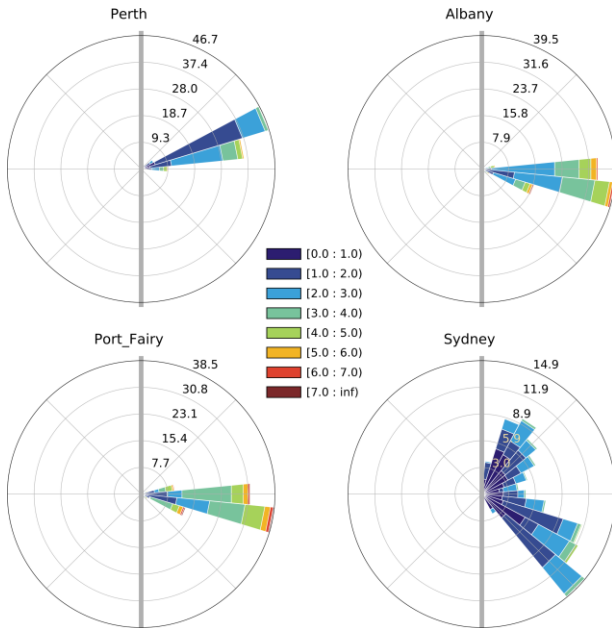 Perth
46.7
37.4
28.0
18.7
9.3
Albany
39.5
31.6
23.7
15.8
7.9
[0.0 : 1.0)
[1.0 : 2.0)
[2.0 : 3.0)
[3.0 : 4.0)
[4.0 : 5.0)
[5.0 : 6.0)
[6.0 : 7.0)
[7.0 : inf)
Port_Fairy
38.5
30.8
23.1
15.4
7.7
Sydney
14.9
11.9
8.9
5.9
3.0